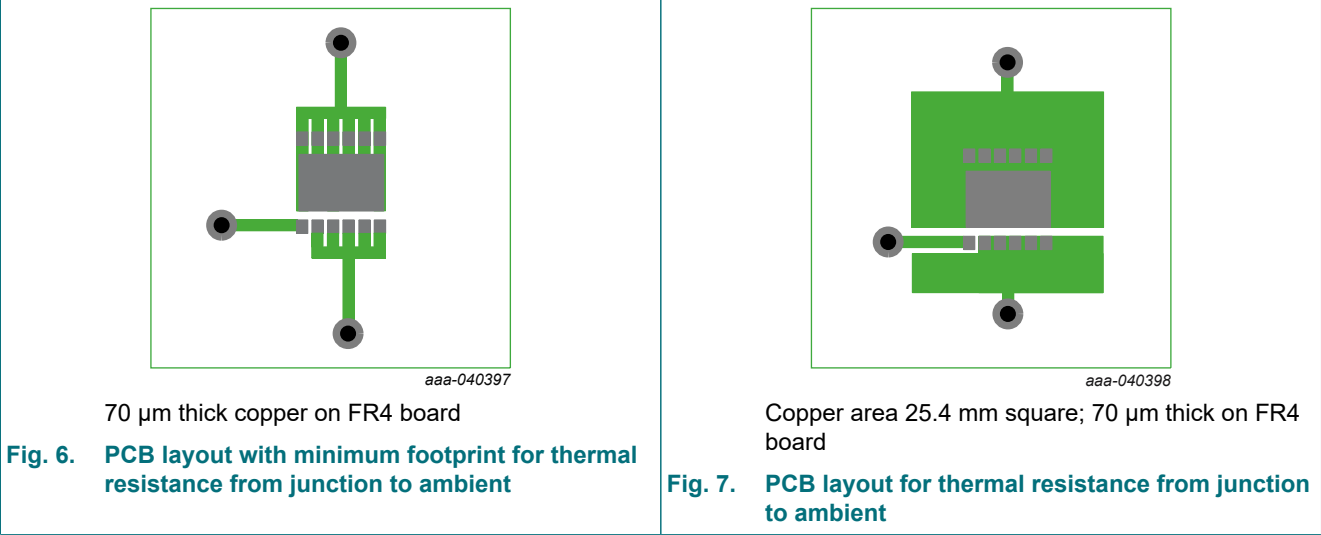 aaa-040397
70 µm thick copper on FR4 board
Fig. 6. PCB layout with minimum footprint for thermal
resistance from junction to ambient
aaa-040398
Copper area 25.4 mm square; 70 µm thick on FR4
board
Fig. 7. PCB layout for thermal resistance from junction
to ambient